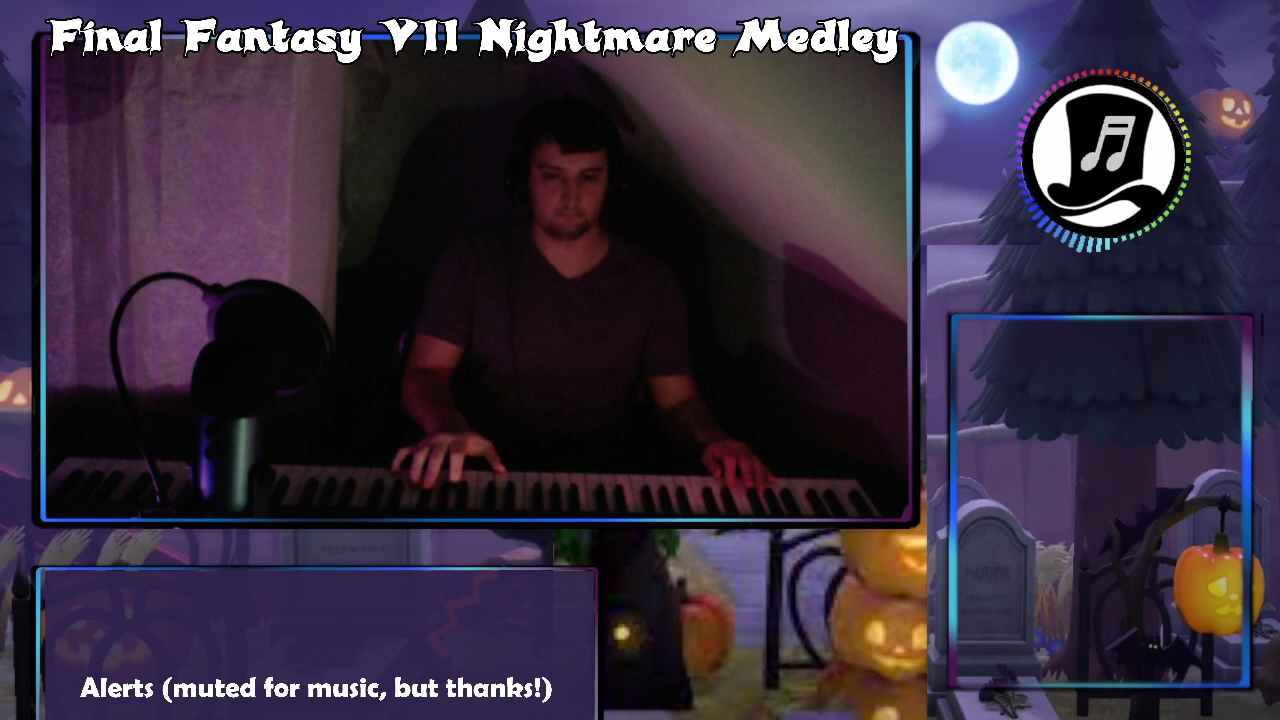 Final Fantasy VII Nightmare Medley
Alerts (muted for music, but thanks!)